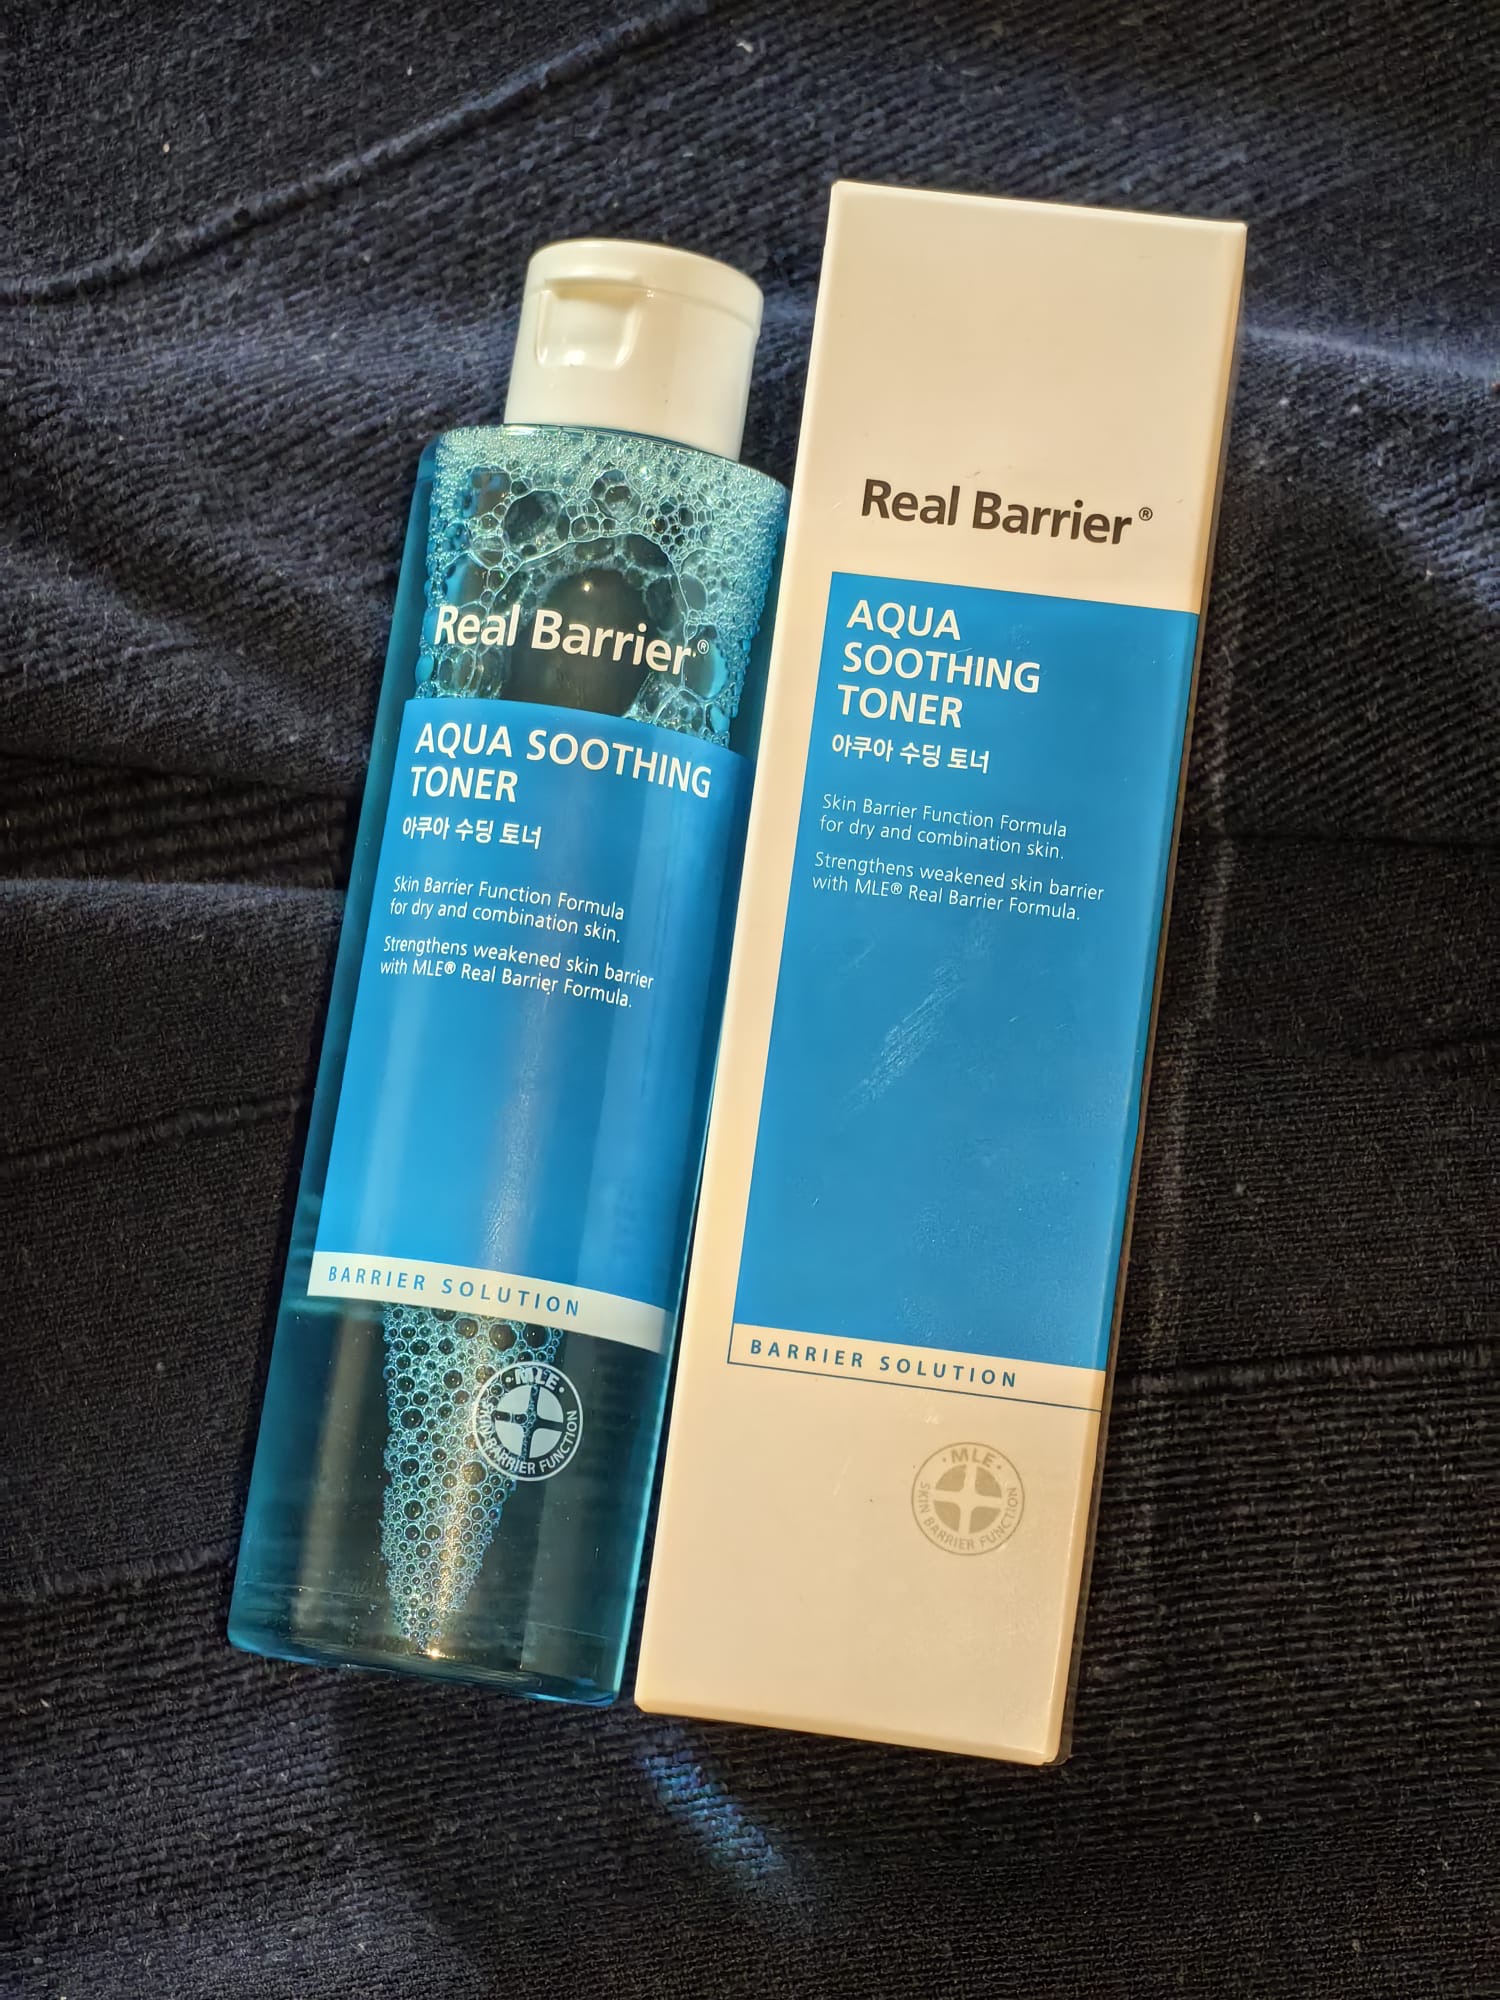 Real Barrier®
AQUA SOOTHING
TONER
아쿠아 수딩 토너
Skin Barrier Function Formula
for dry and combination skin.
Strengthens weakened skin barrier
with MLE® Real Barrier Formula.
BARRIER SOLUTION
·MLE·
SKIN BARRIER FUNCTION
Real Barrier®
AQUA
SOOTHING
TONER
아쿠아 수딩 토너
Skin Barrier Function Formula
for dry and combination skin.
Strengthens weakened skin barrier
with MLE® Real Barrier Formula.
BARRIER SOLUTION
·MLE·
SKIN BARRIER FUNCTION